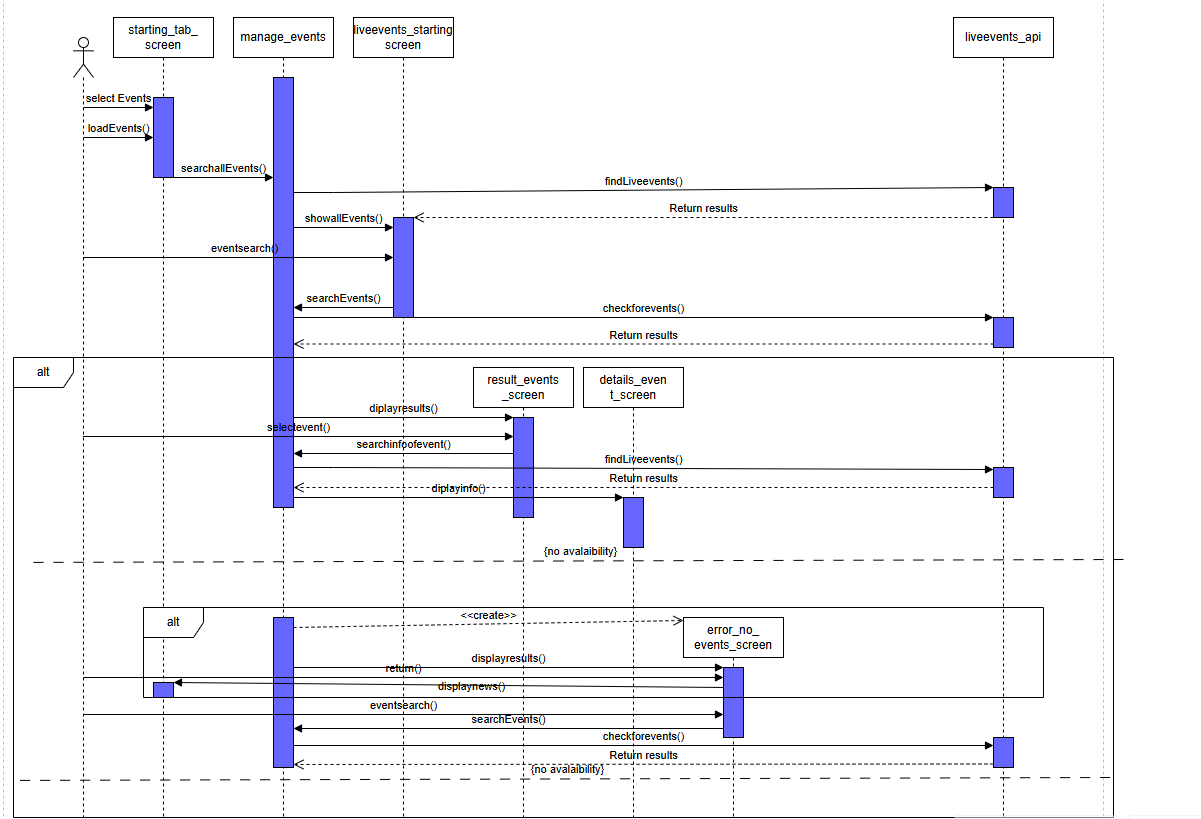 starting_tab_
screen
manage_events
liveevents_starting
screen
liveevents_api
select Events
loadEvents()
searchallEvents()
findLiveevents()
Return results
showallEvents()
eventsearch()
searchEvents()
checkforevents()
Return results
alt
result_events
_screen
details_even
t_screen
diplayresults()
selectevent()
searchinfoofevent()
findLiveevents()
Return results
diplayinfo()
{no avalaibility}
alt
<<create>>
error_no_
events_screen
displayresults()
return()
displaynews()
eventsearch()
searchEvents()
checkforevents()
Return results
{no avalaibility}